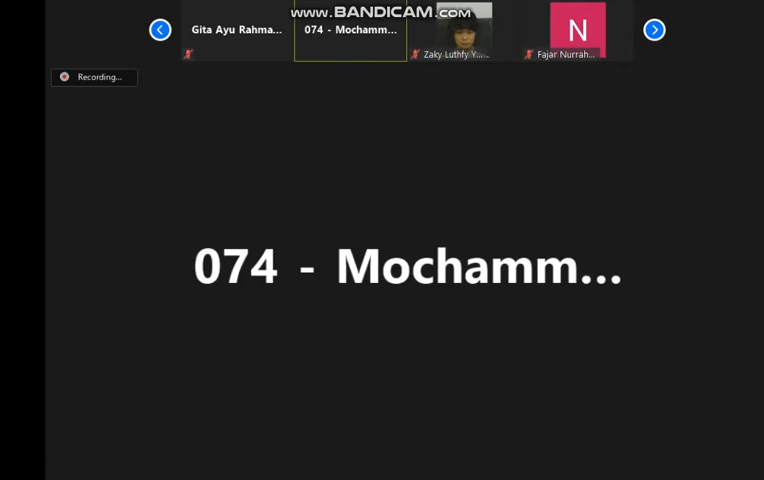 www.BANDICAM.com
Gita Ayu Rahma...
074 - Mochamm...
Zaky Luthfy Y...
N
Fajar Nurrah...
Recording...
074 - Mochamm...